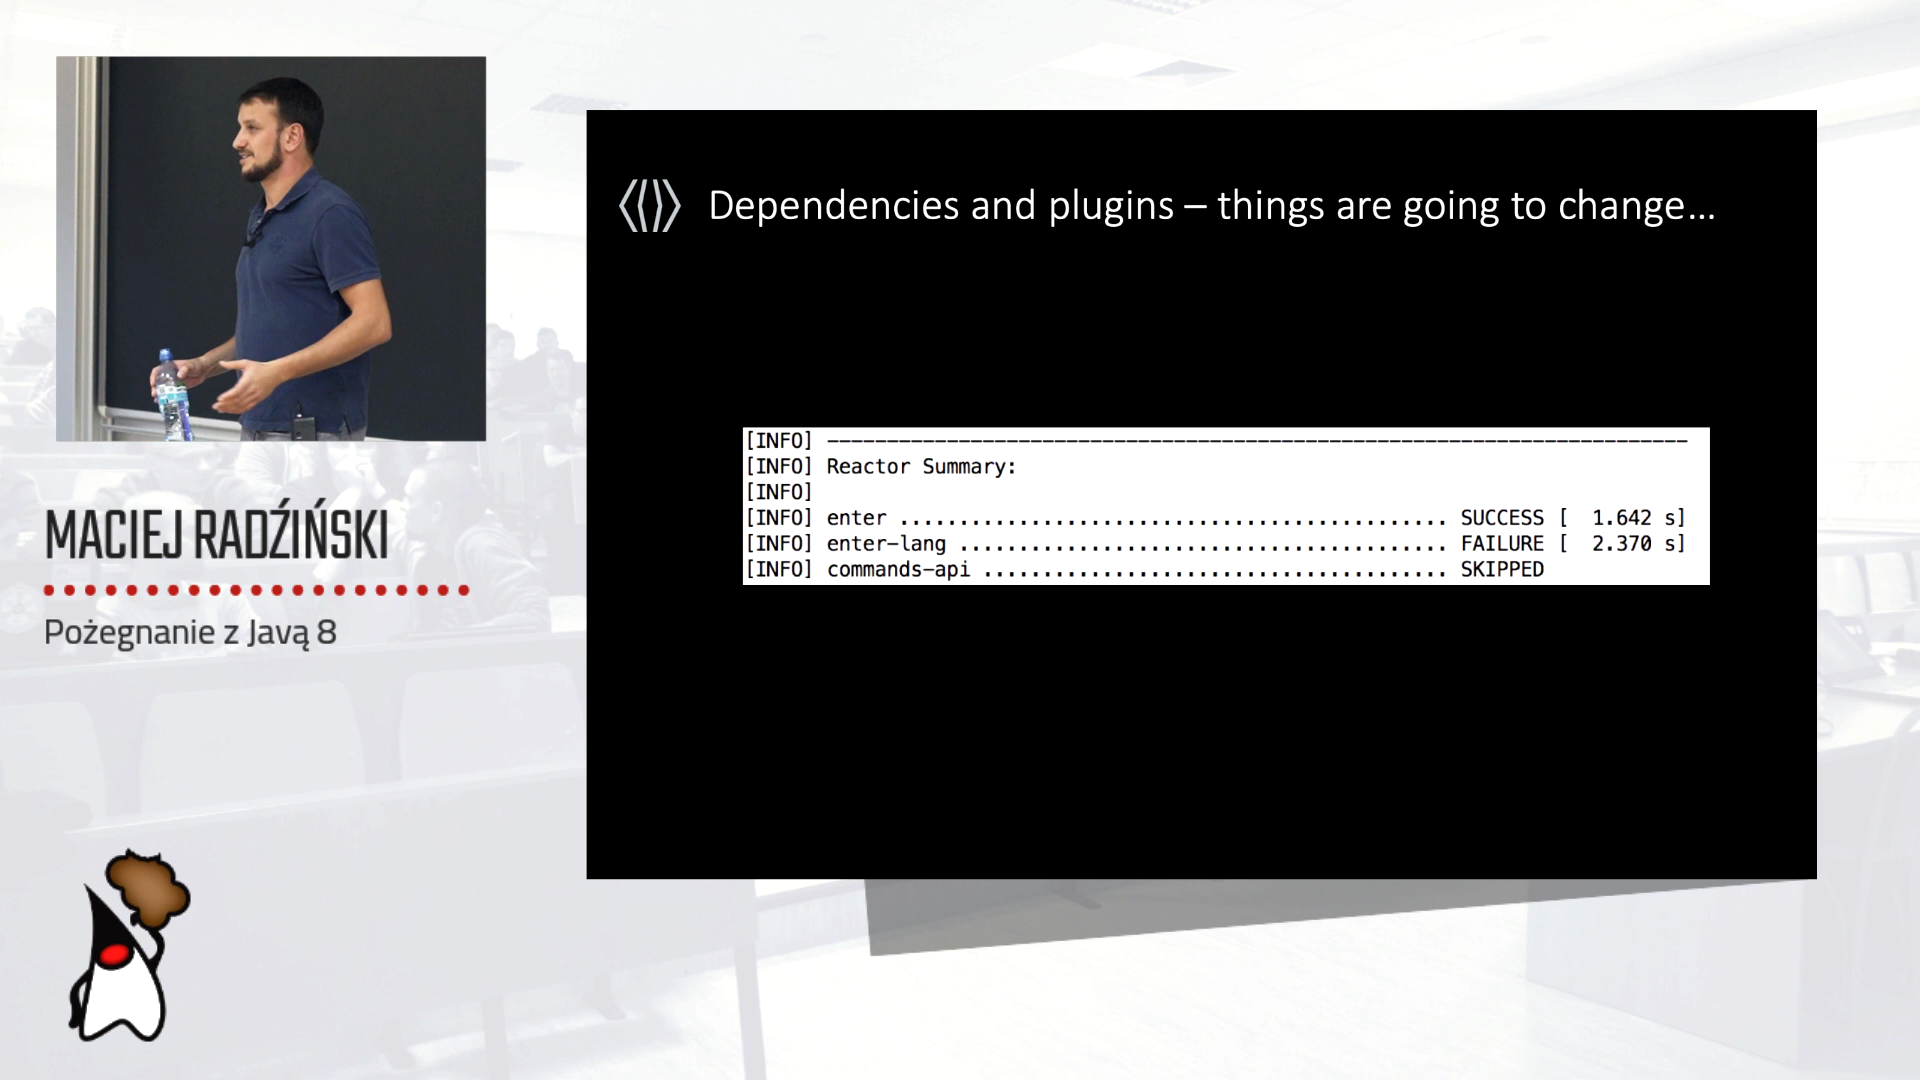 MACIEJ RADŹIŃSKI
Pożegnanie z Javą 8
Dependencies and plugins – things are going to change...
[INFO] ------------------------------------------------------------------------
[INFO] Reactor Summary:
[INFO]
[INFO] enter .............................................. SUCCESS [  1.642 s]
[INFO] enter-lang ......................................... FAILURE [  2.370 s]
[INFO] commands-api ....................................... SKIPPED